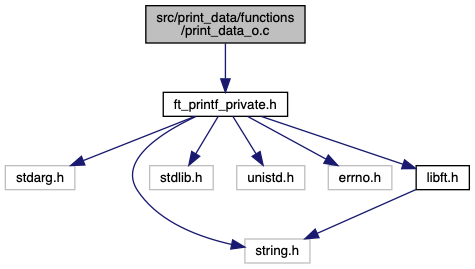 src/print_data/functions
/print_data_o.c
ft_printf_private.h
stdarg.h
stdlib.h
unistd.h
errno.h
libft.h
string.h